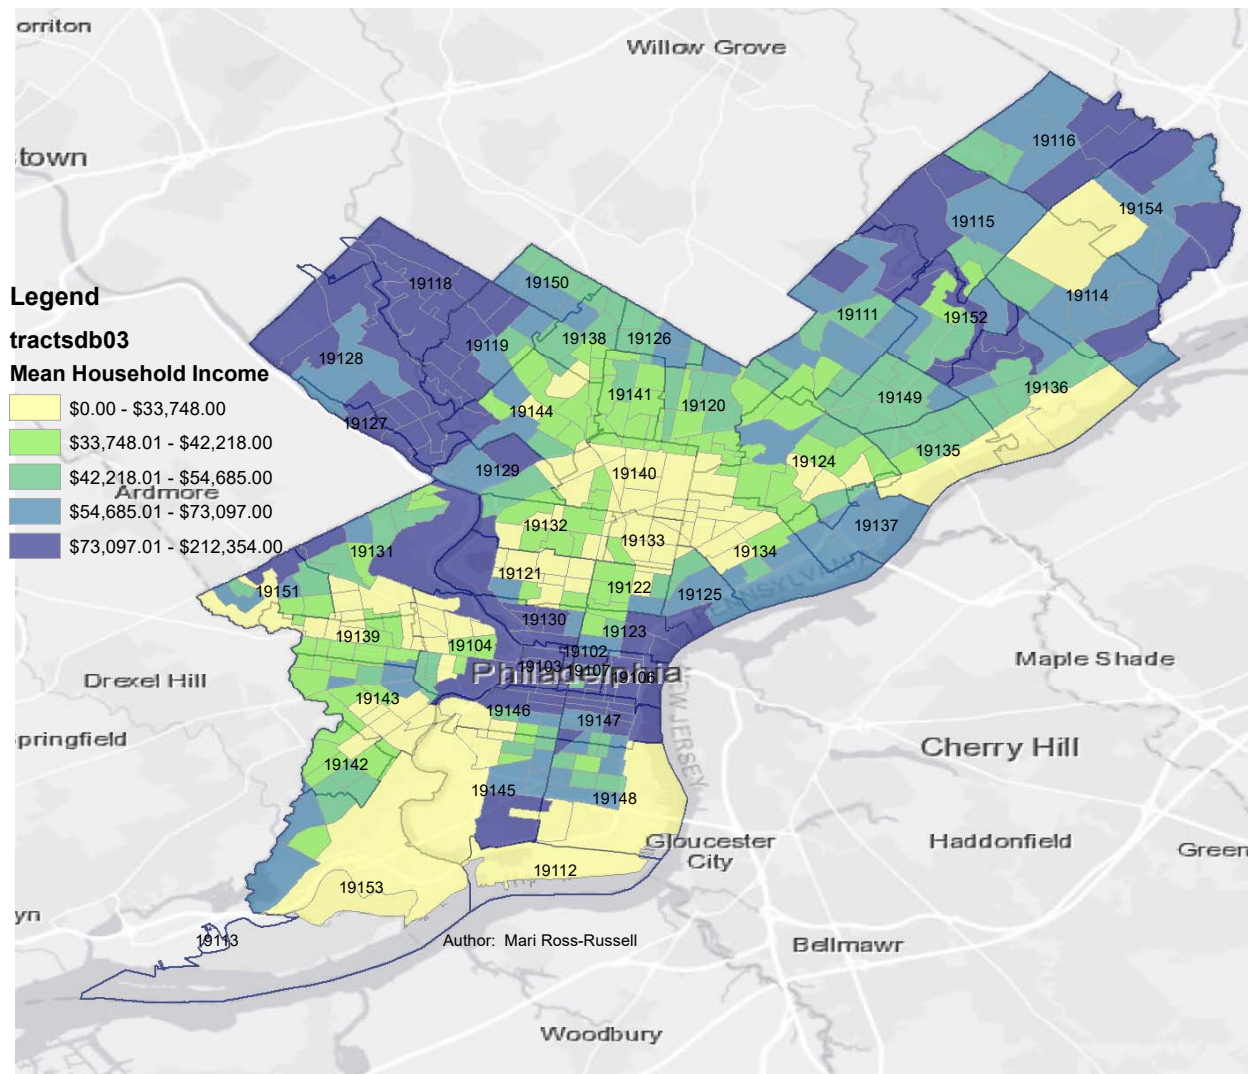 orriton
Willow Grove
town
19116
19154
19115
19118
19150
19114
Legend
tractsdb03
Mean Household Income
$0.00 - $33,748.00
$33,748.01 - $42,218.00
$42,218.01 - $54,685.00
$54,685.01 - $73,097.00
$73,097.01 - $212,354.00
19111
19152
19138
19126
19119
19128
19136
19141
19149
19120
19144
19127
19135
19124
19129
19140
Ardmore
19137
19132
19133
19134
19131
PENNSYLVANIA
19121
19122
19151
19125
19130
19123
19139
19104
19102
Philadelphia
19103
19107
19106
Maple Shade
Drexel Hill
19143
19146
19147
NEW JERSEY
pringfield
Cherry Hill
19142
19145
19148
Gloucester
City
Haddonfield
Green
19112
19153
yn
19113
Author: Mari Ross-Russell
Bellmawr
Woodbury